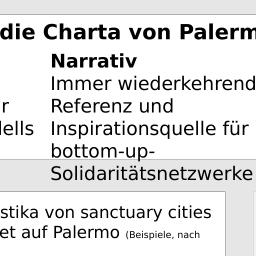 die Charta von Palerm
Narrativ
Immer wiederkehrend
r Referenz und
dells Inspirationsquelle für
bottom-up-
Solidaritätsnetzwerke
stika von sanctuary cities
et auf Palermo (Beispiele, nach